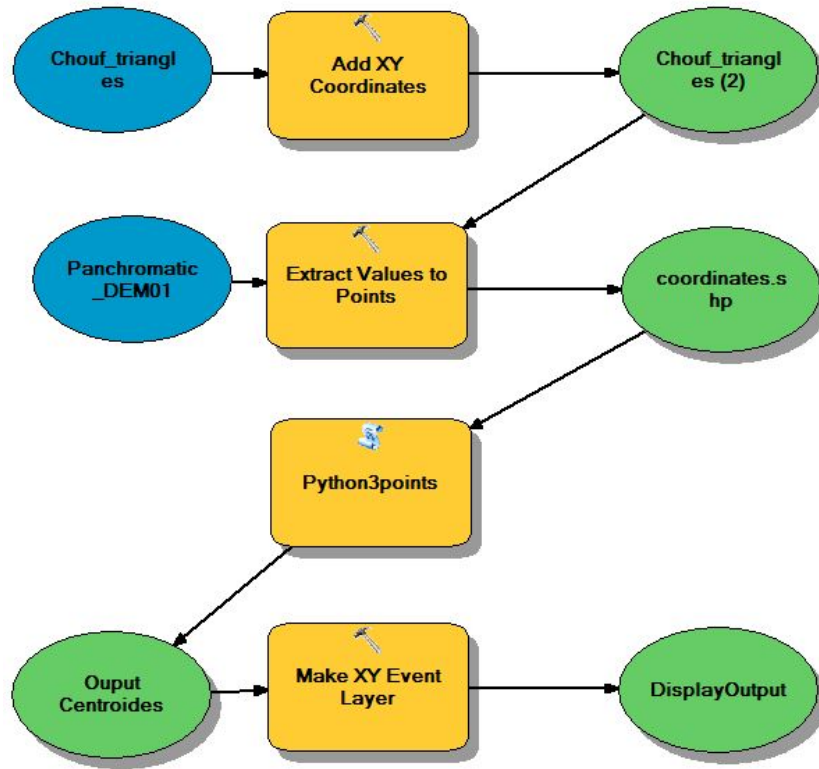 Chouf_triangl
es
Add XY
Coordinates
Chouf_triangl
es (2)
Panchromatic
_DEM01
Extract Values to
Points
coordinates.s
hp
Python3points
Ouput
Centroides
Make XY Event
Layer
DisplayOutput